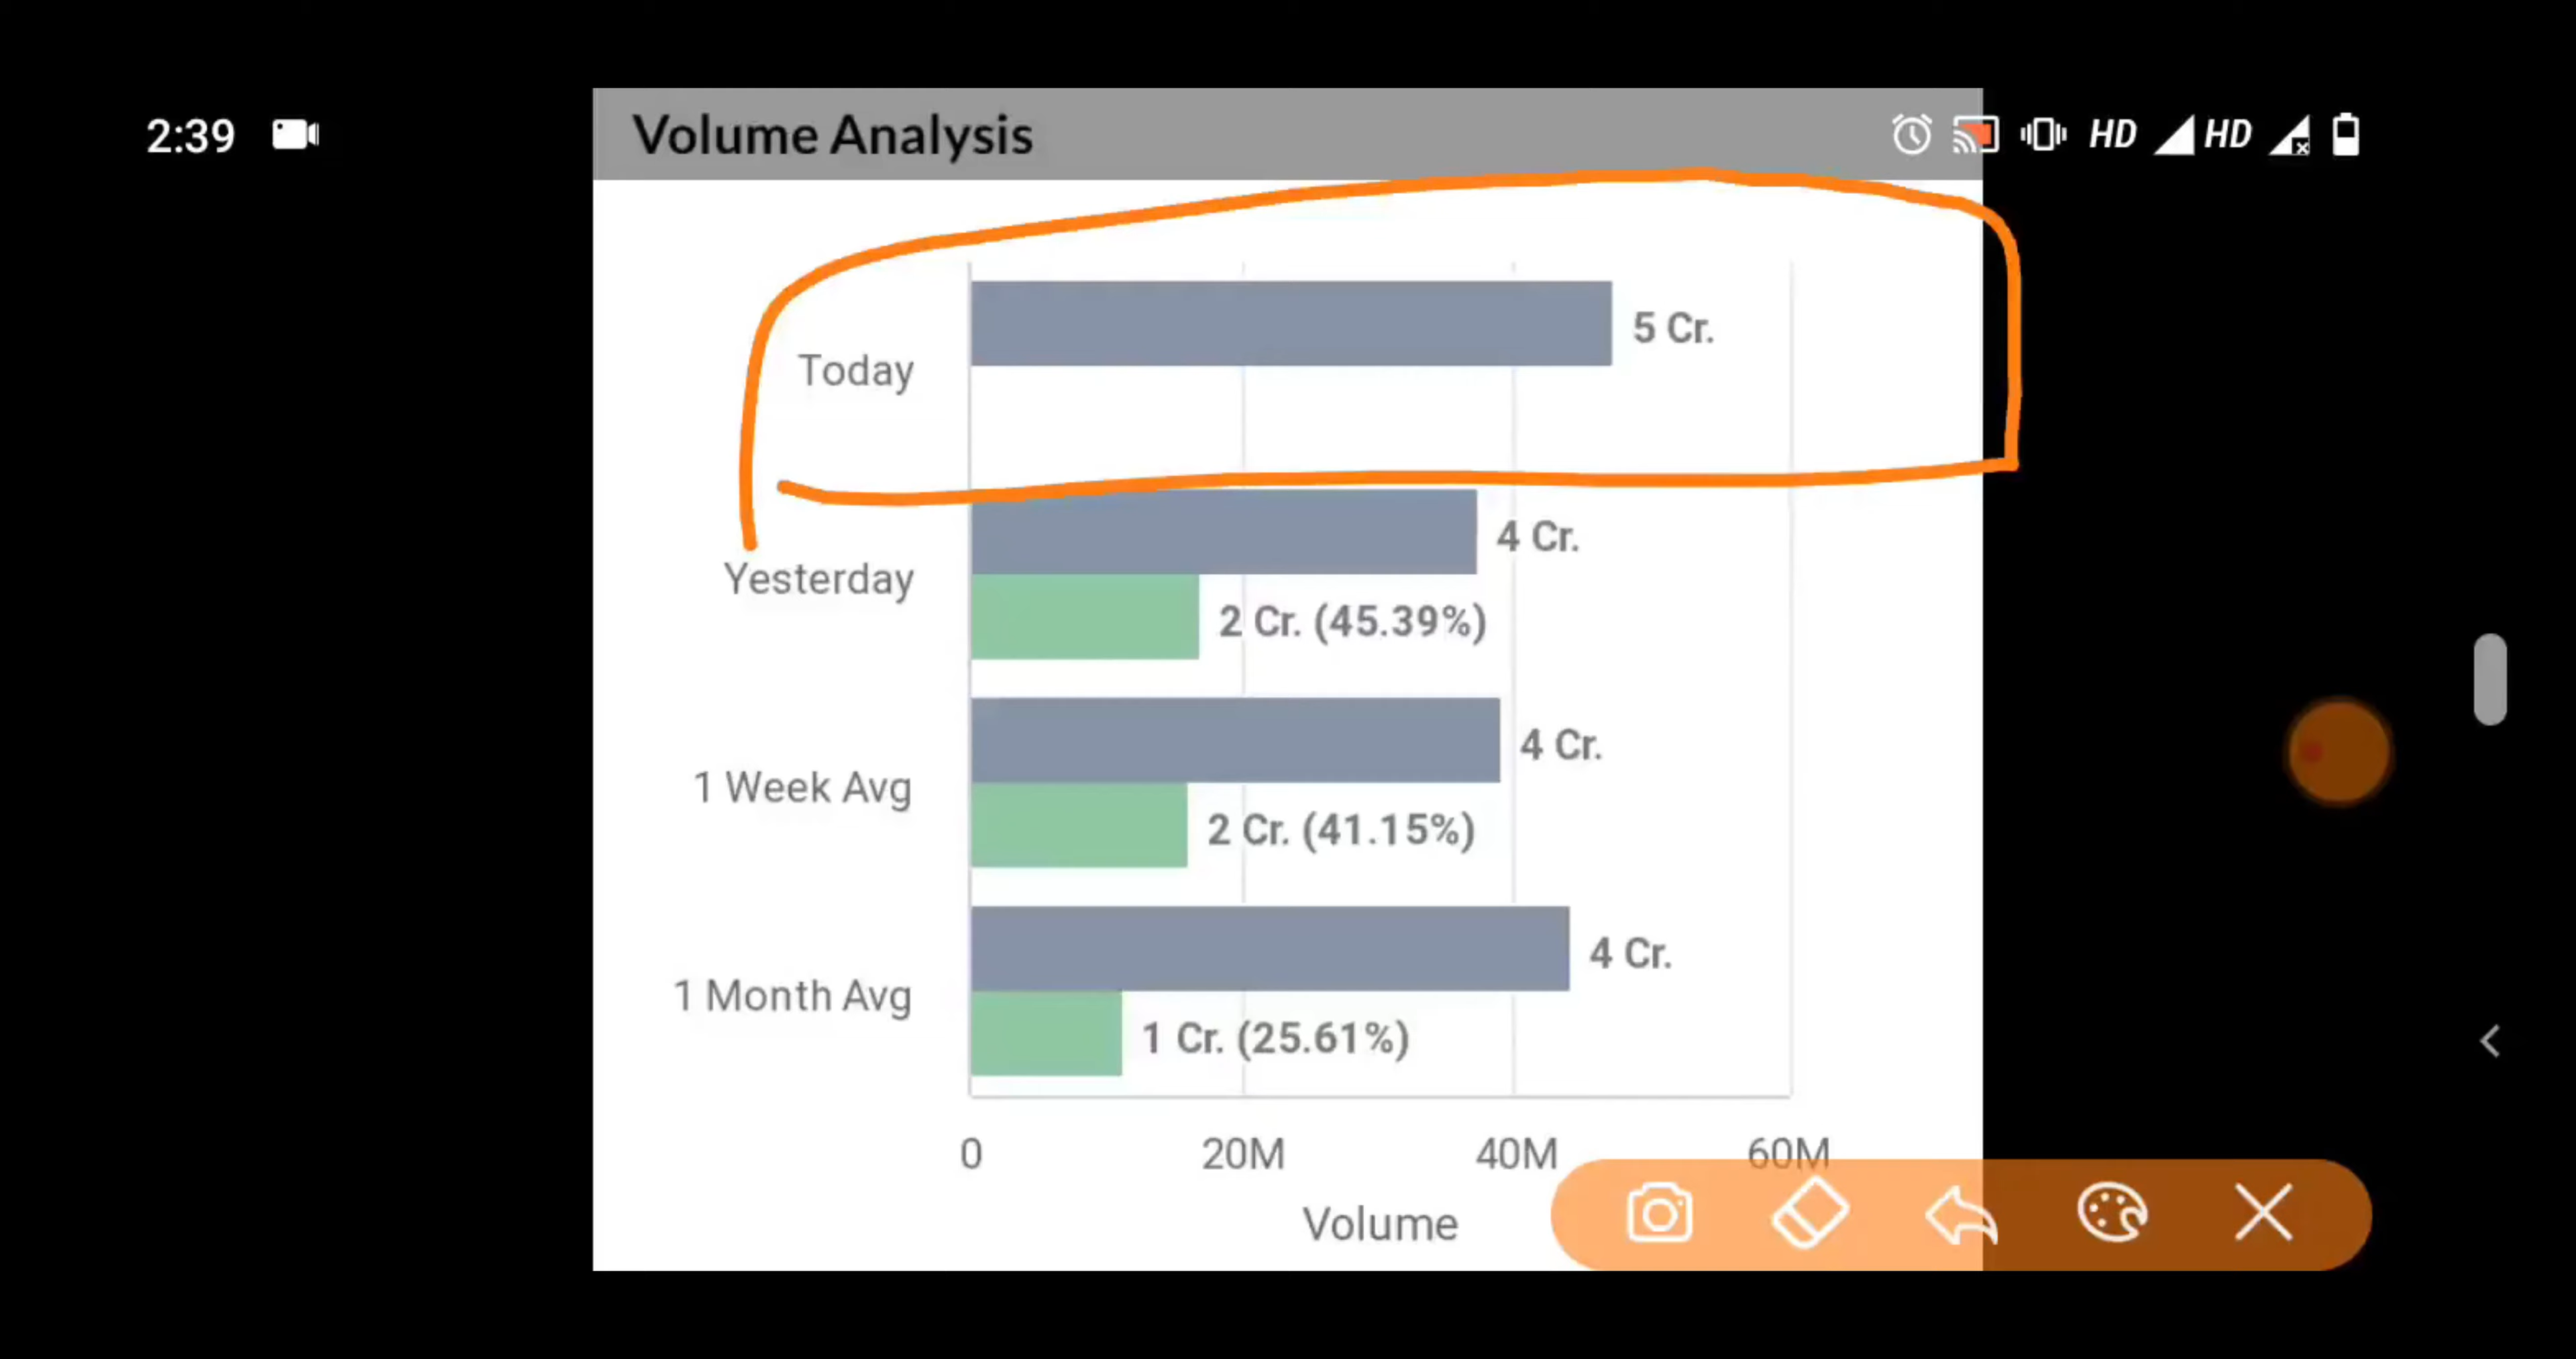 2:39
HD HD
Volume Analysis
Today
5 Cr.
4 Cr.
Yesterday
2 Cr. (45.39%)
4 Cr.
1 Week Avg
2 Cr. (41.15%)
4 Cr.
1 Month Avg
1 Cr. (25.61%)
0 20M 40M 60M
Volume